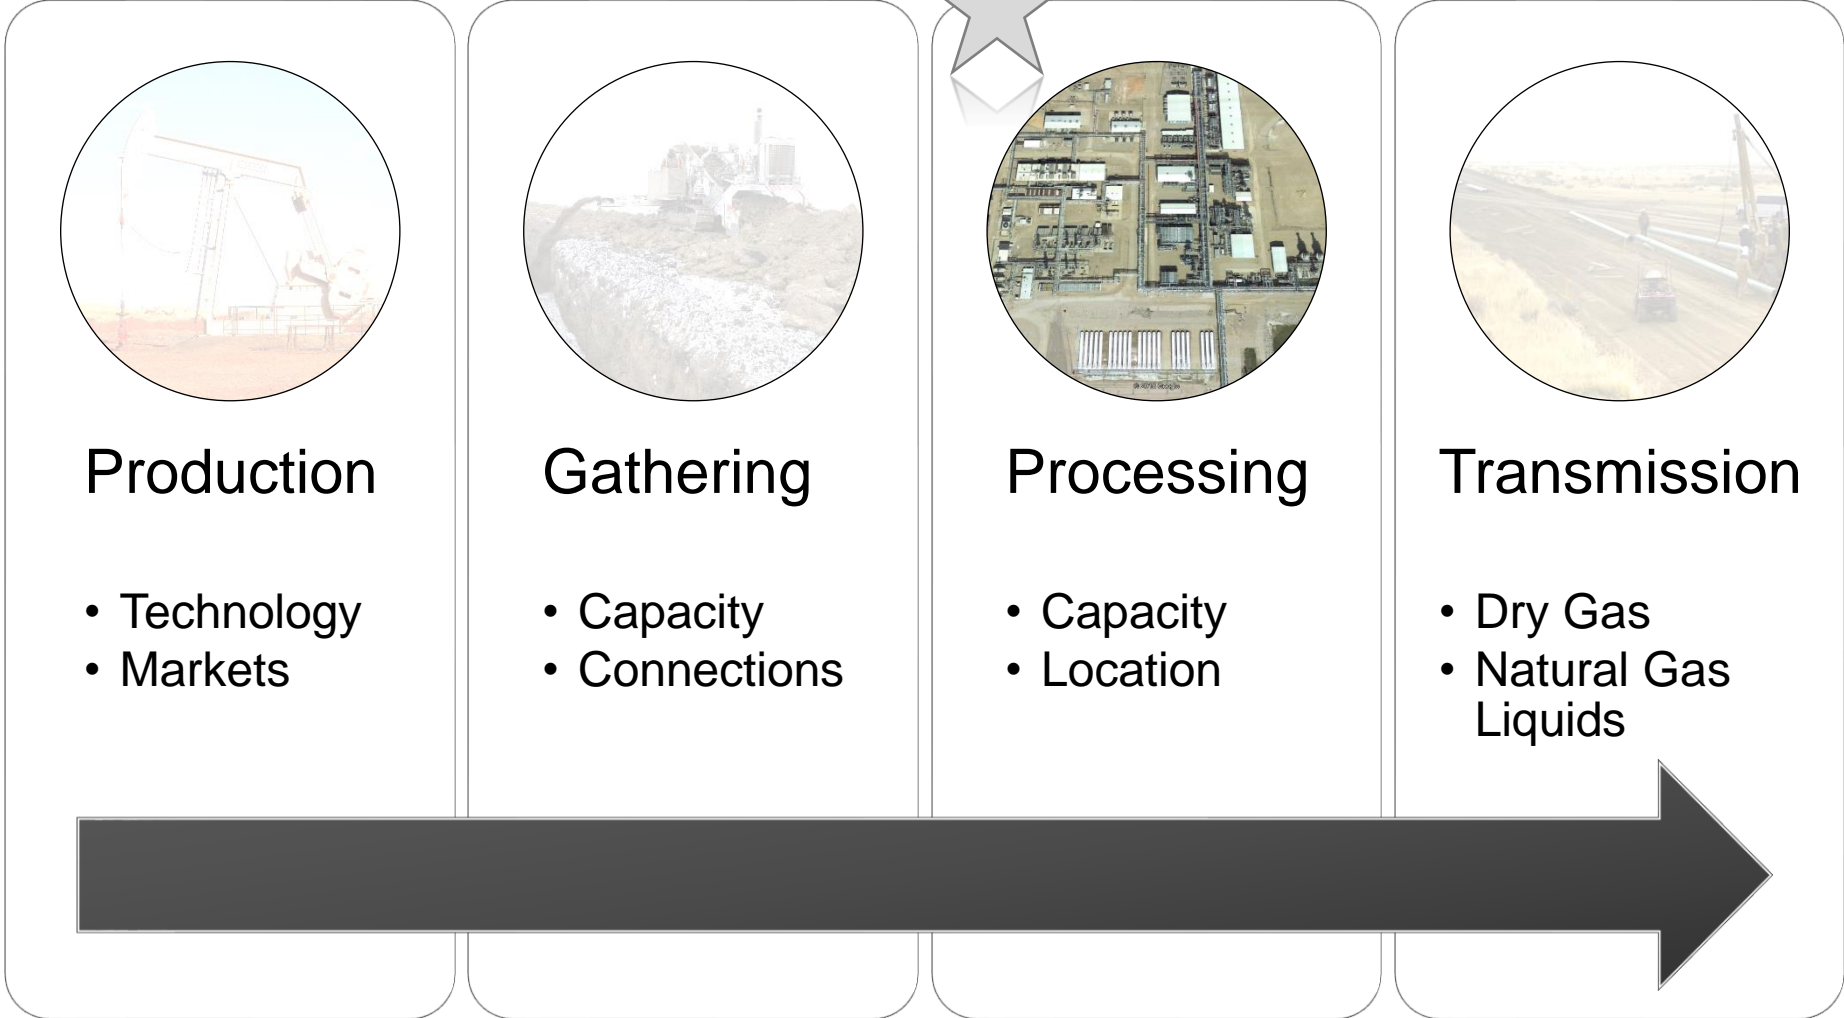 Production
• Technology
• Markets
Gathering
• Capacity
• Connections
Processing
• Capacity
• Location
Transmission
• Dry Gas
• Natural Gas
Liquids